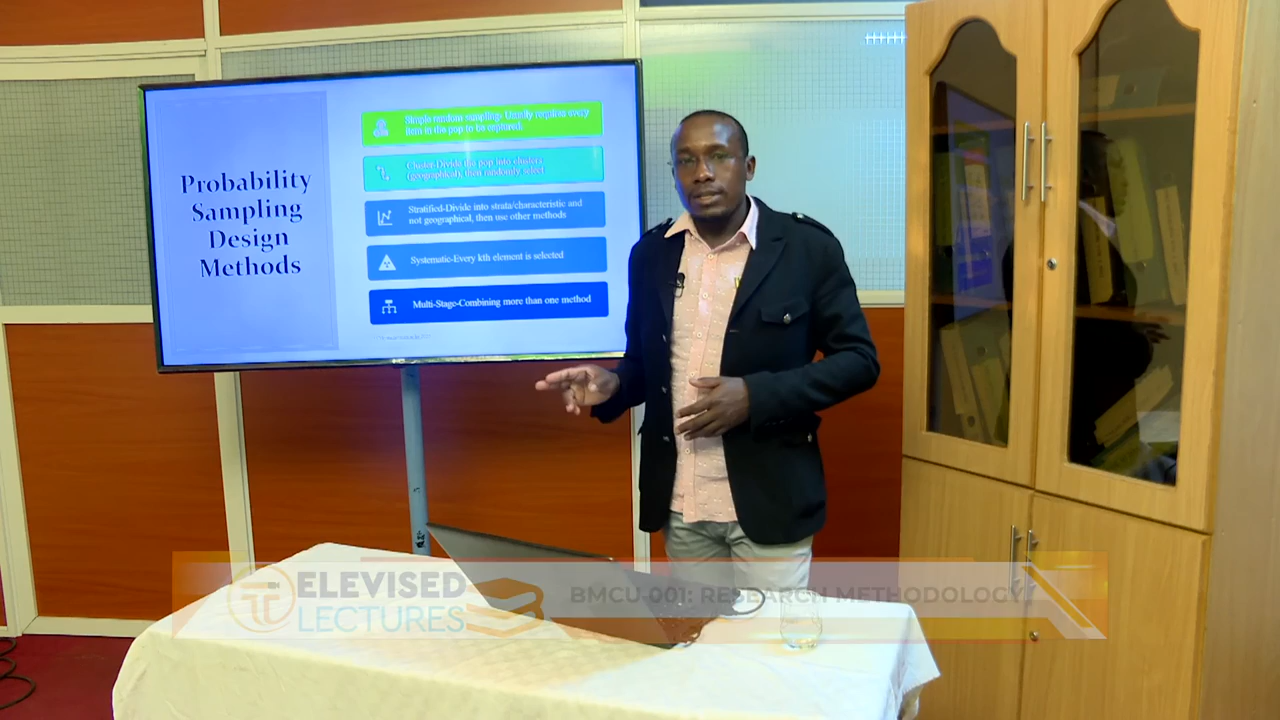 Probability
Sampling
Design
Methods
Simple random sampling- Usually requires every
item in the pop to be captured.
Cluster-Divide the pop into clusters
(geographical), then randomly select
Stratified-Divide into strata/characteristic and
not geographical, then use other methods
Systematic-Every kth element is selected
Multi-Stage-Combining more than one method
TELEVISED
LECTURES
BMCU-001: RESEARCH METHODOLOGY